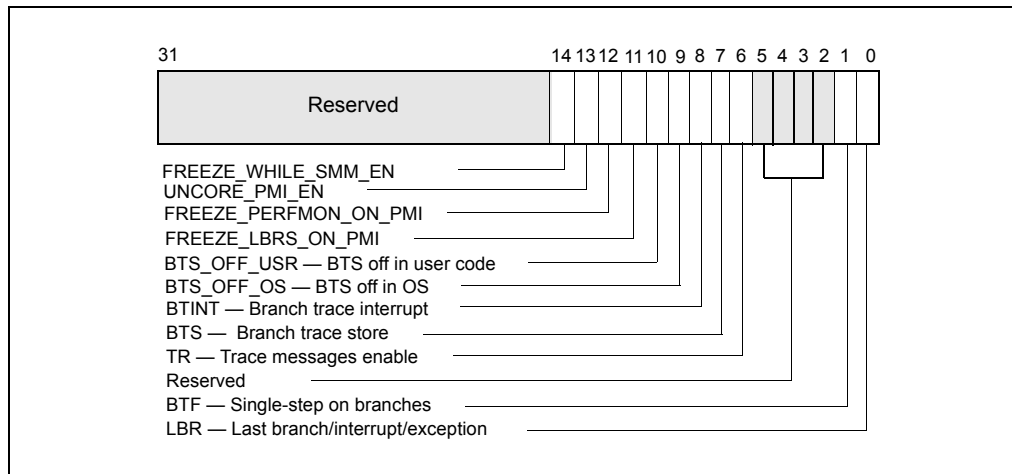 31 14 13 12 11 10 9 8 7 6 5 4 3 2 1 0
Reserved
FREEZE_WHILE_SMM_EN
UNCORE_PMI_EN
FREEZE_PERFMON_ON_PMI
FREEZE_LBRS_ON_PMI
BTS_OFF_USR — BTS off in user code
BTS_OFF_OS — BTS off in OS
BTINT — Branch trace interrupt
BTS — Branch trace store
TR — Trace messages enable
Reserved
BTF — Single-step on branches
LBR — Last branch/interrupt/exception